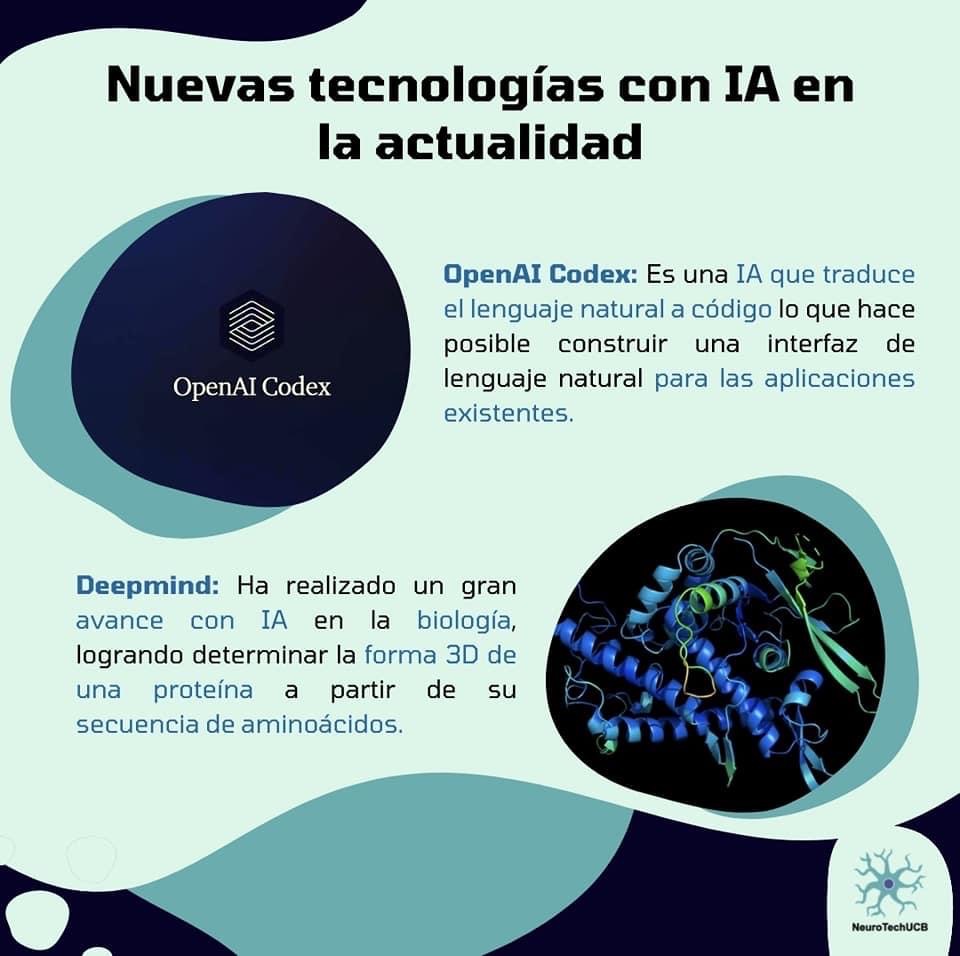 Nuevas tecnologías con IA en
la actualidad
OpenAI Codex
OpenAI Codex: Es una IA que traduce
el lenguaje natural a código lo que hace
posible construir una interfaz de
lenguaje natural para las aplicaciones
existentes.
Deepmind: Ha realizado un gran
avance con IA en la biología,
logrando determinar la forma 3D de
una proteína a partir de su
secuencia de aminoácidos.
NeuroTechUCB